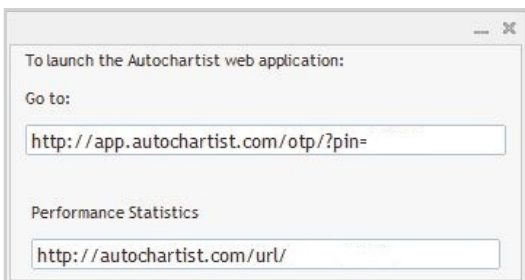 To launch the Autochartist web application:
Go to:
http://app.autochartist.com/otp/?pin=
Performance Statistics
http://autochartist.com/url/